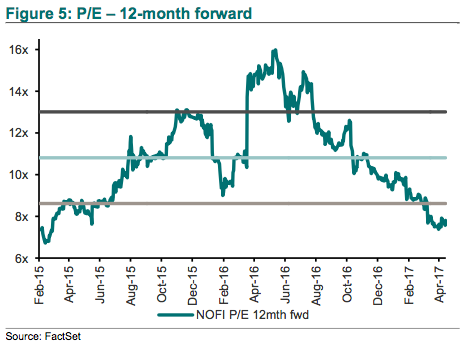 Figure 5: P/E – 12-month forward
16x
14x
12x
10x
8x
6x
Feb-15
Apr-15
Jun-15
Aug-15
Oct-15
Dec-15
Feb-16
Apr-16
Jun-16
Aug-16
Oct-16
Dec-16
Feb-17
Apr-17
NOFI P/E 12mth fwd
Source: FactSet